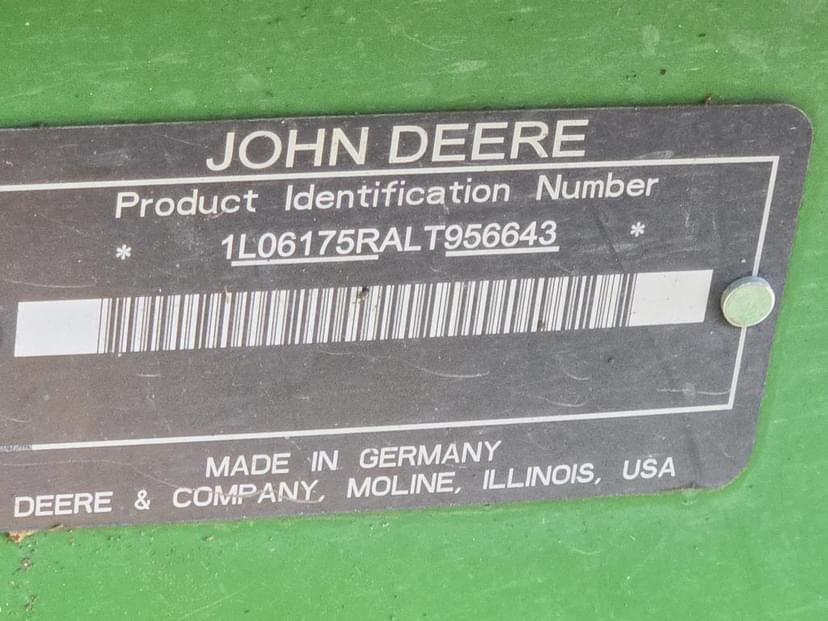 JOHN DEERE
Product Identification Number
* 1L06175RALT956643 *
MADE IN GERMANY
DEERE & COMPANY, MOLINE, ILLINOIS, USA